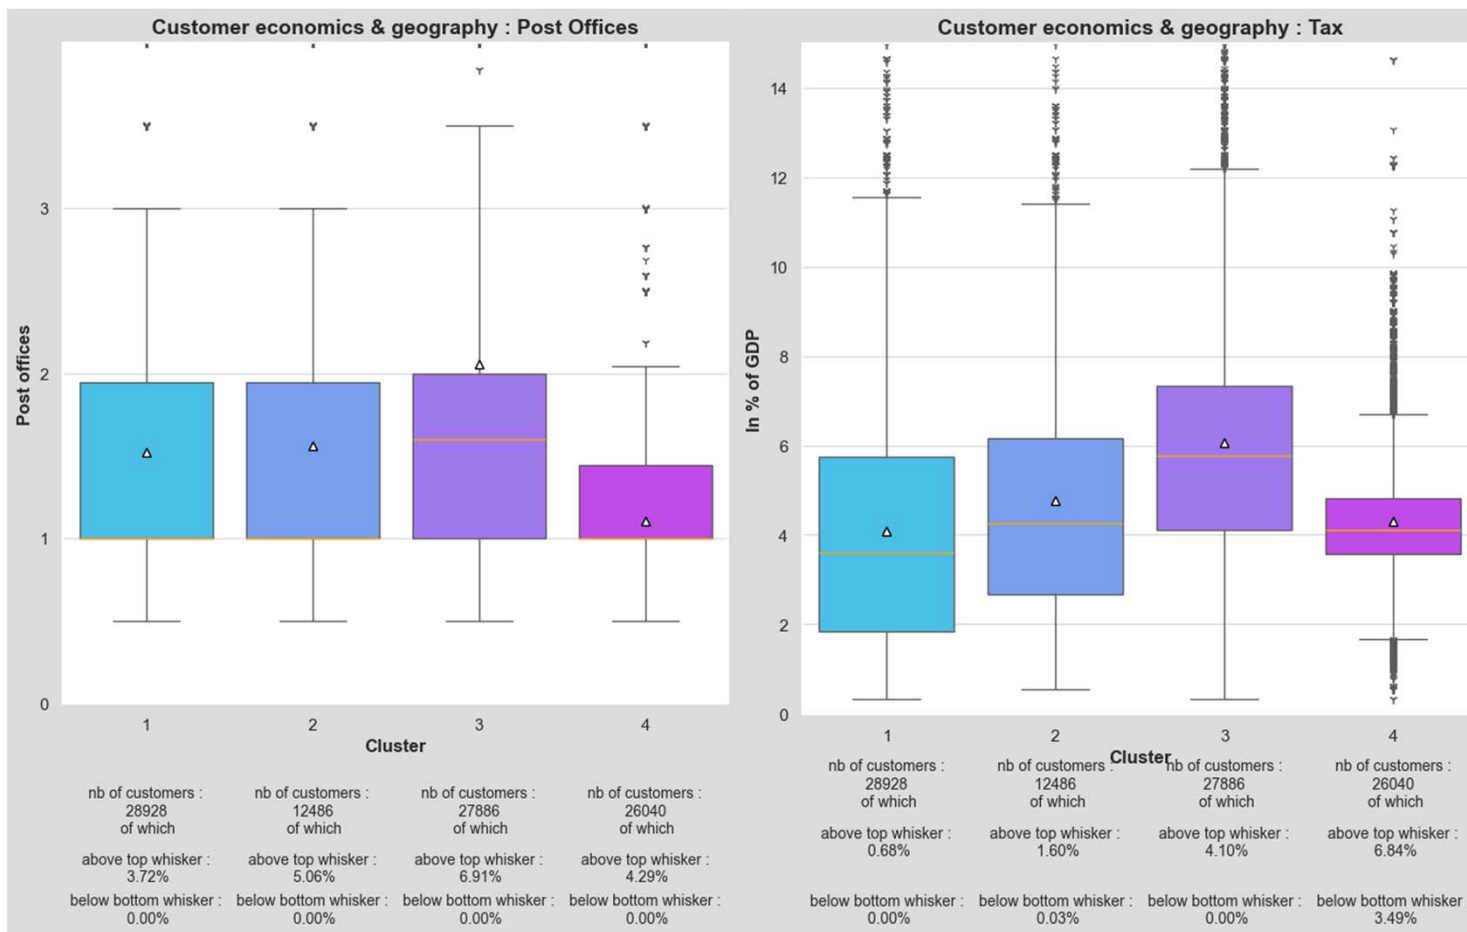 Customer economics & geography : Post Offices
Post offices
3
2
1
0
1 2 3 4
Cluster
nb of customers :
28928
of which
above top whisker :
3.72%
below bottom whisker :
0.00%
nb of customers :
12486
of which
above top whisker :
5.06%
below bottom whisker :
0.00%
nb of customers :
27886
of which
above top whisker :
6.91%
below bottom whisker :
0.00%
nb of customers :
26040
of which
above top whisker :
4.29%
below bottom whisker :
0.00%
Customer economics & geography : Tax
In % of GDP
14
12
10
8
6
4
2
0
1 2 3 4
Cluster
nb of customers :
28928
of which
above top whisker :
0.68%
below bottom whisker :
0.00%
nb of customers :
12486
of which
above top whisker :
1.60%
below bottom whisker :
0.03%
nb of customers :
27886
of which
above top whisker :
4.10%
below bottom whisker :
0.00%
nb of customers :
26040
of which
above top whisker :
6.84%
below bottom whisker
3.49%